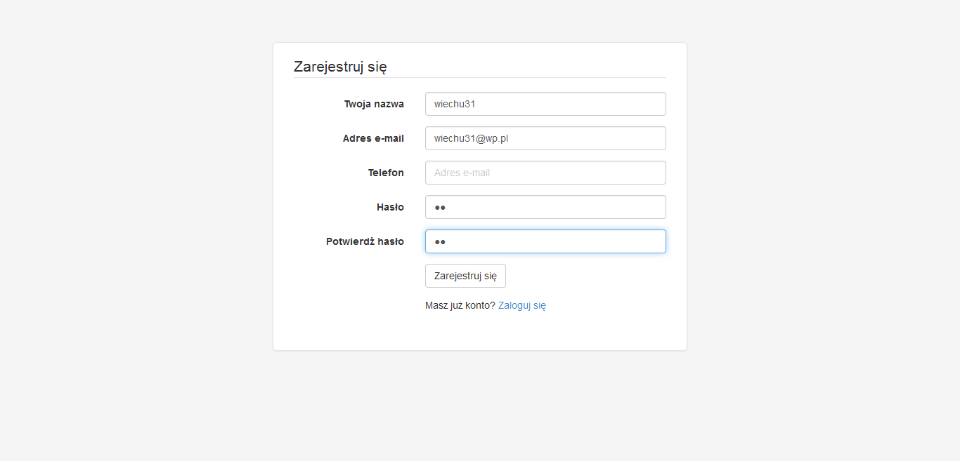 Zarejestruj się
Twoja nazwa wiechu31
Adres e-mail wiechu31@wp.pl
Telefon Adres e-mail
Hasło ●●
Potwierdź hasło ●●
Zarejestruj się
Masz już konto? Zaloguj się